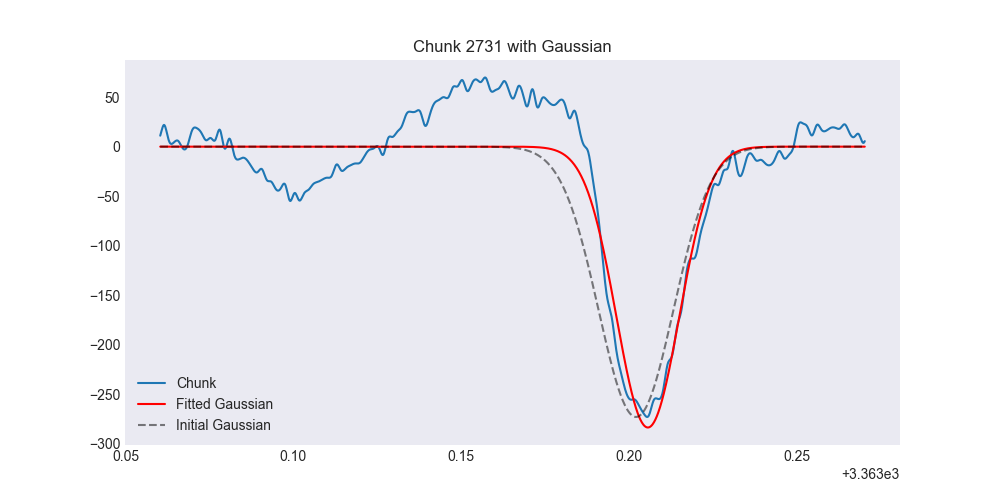 Chunk 2731 with Gaussian
50
0
−50
−100
−150
−200
−250
−300
Chunk
Fitted Gaussian
Initial Gaussian
0.05 0.10 0.15 0.20 0.25
+3.363e3